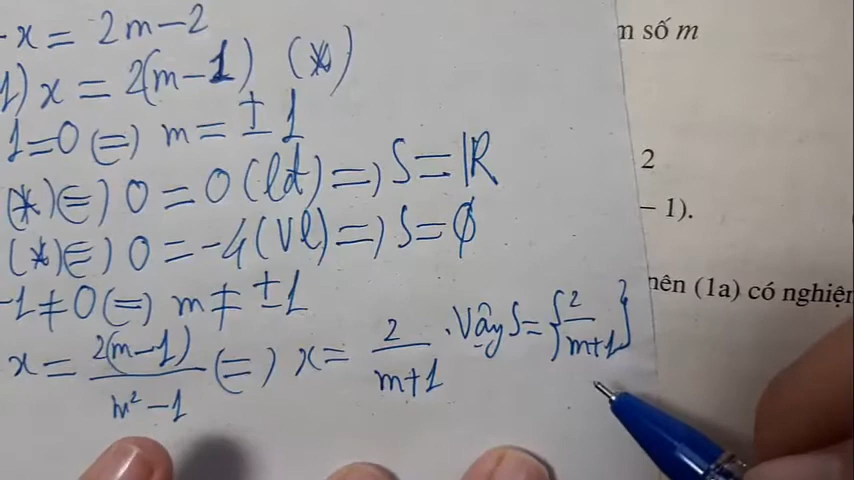 -x = 2m-2
1) x = 2(m-1) (*)
1=0 (=) m = ± 1
(*) (=) 0 = 0 (lđ) =) S = ℝ
(*) (=) 0 = -4 (Vl) =) S = ∅
-1 ≠ 0 (=) m ≠ ± 1
x = 2(m-1)/m²-1 (=) x = 2/m+1 . Vậy S = {2/m+1}
n số m
2
- 1).
nên (1a) có nghiện